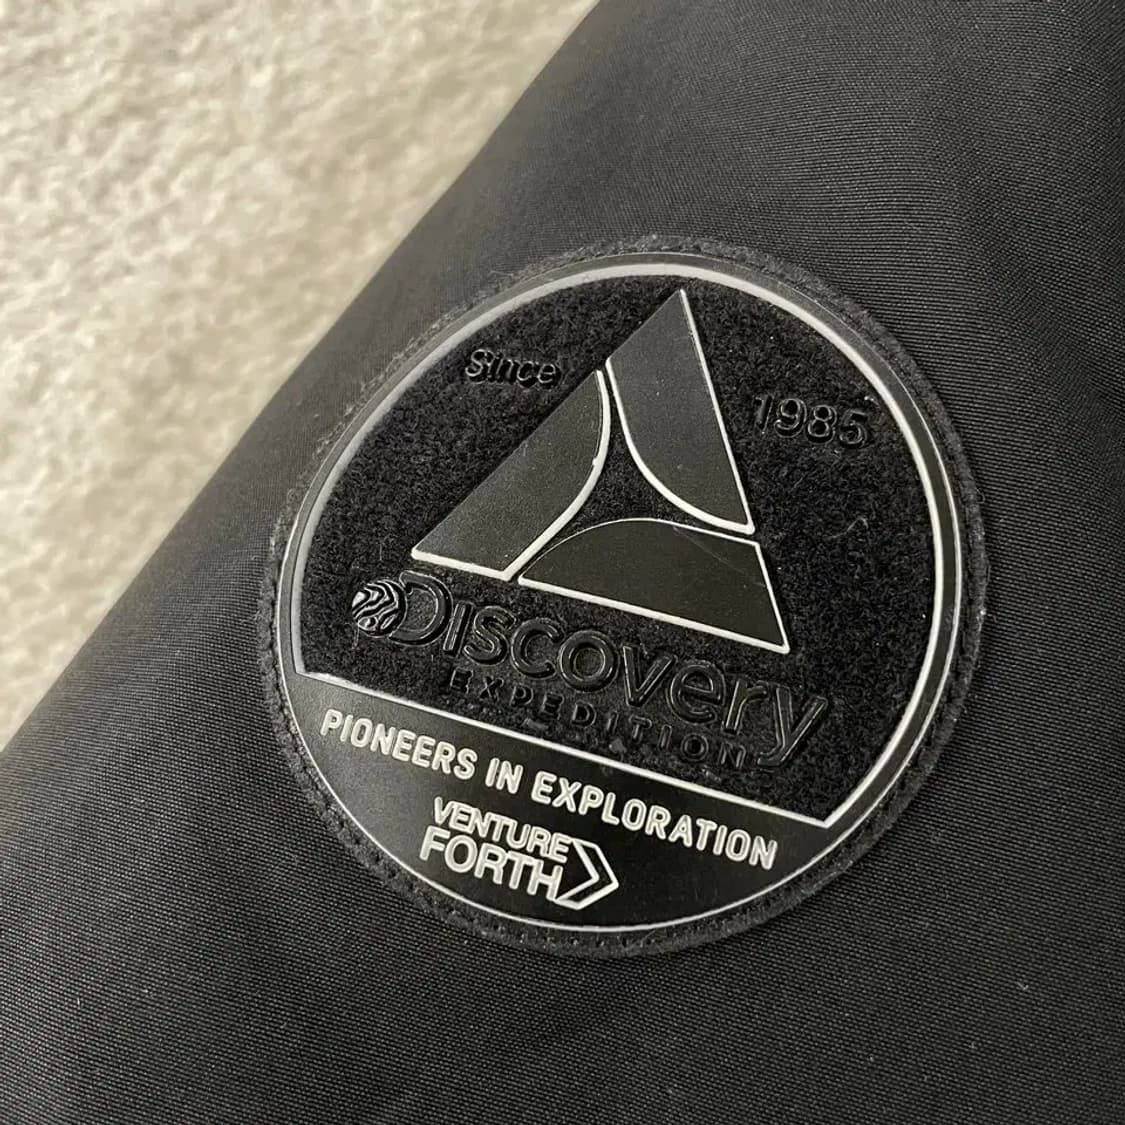 Since 1985
Discovery
EXPEDITION
PIONEERS IN EXPLORATION
VENTURE
FORTH